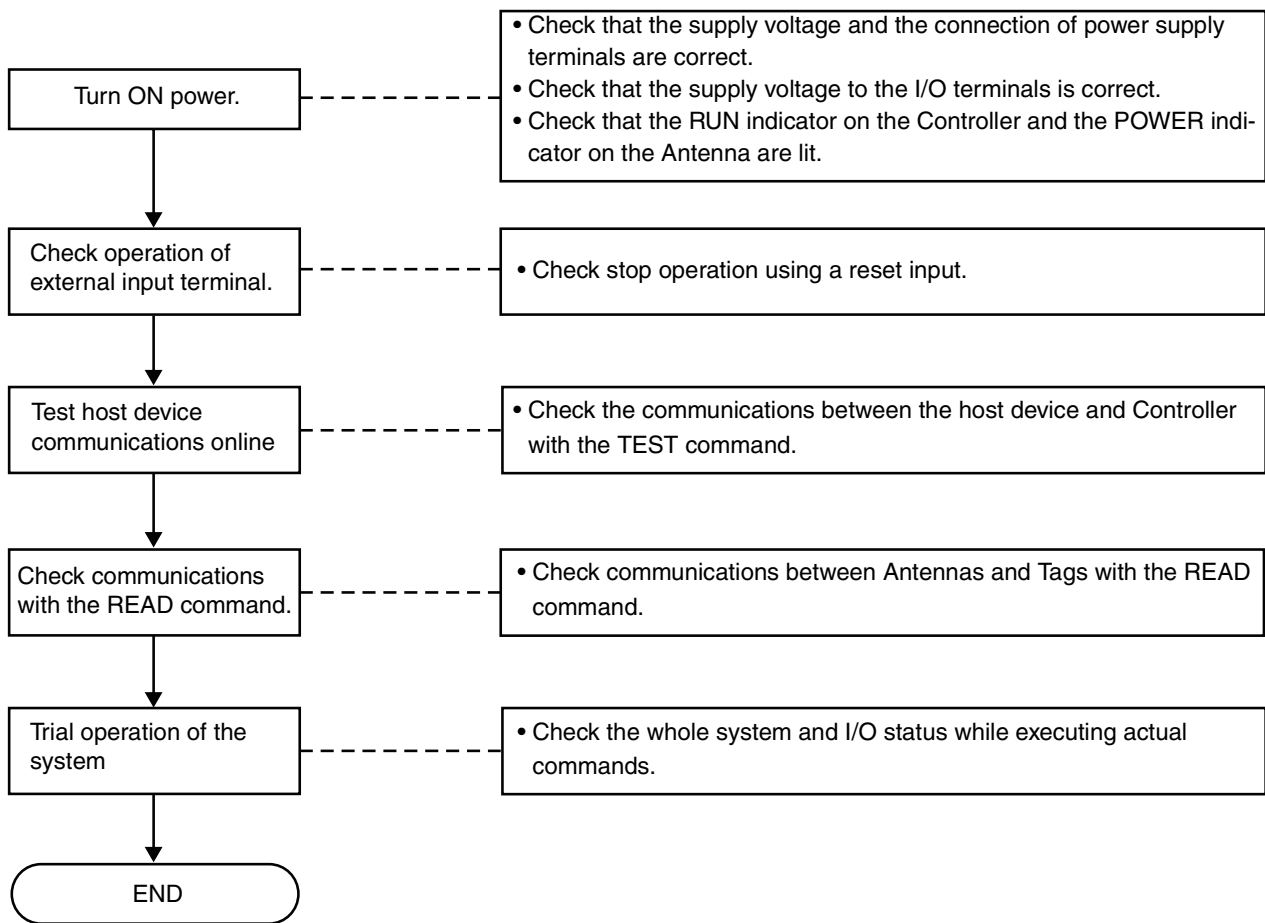 Turn ON power.
• Check that the supply voltage and the connection of power supply
terminals are correct.
• Check that the supply voltage to the I/O terminals is correct.
• Check that the RUN indicator on the Controller and the POWER indi-
cator on the Antenna are lit.
Check operation of
external input terminal.
• Check stop operation using a reset input.
Test host device
communications online
• Check the communications between the host device and Controller
with the TEST command.
Check communications
with the READ command.
• Check communications between Antennas and Tags with the READ
command.
Trial operation of the
system
• Check the whole system and I/O status while executing actual
commands.
END